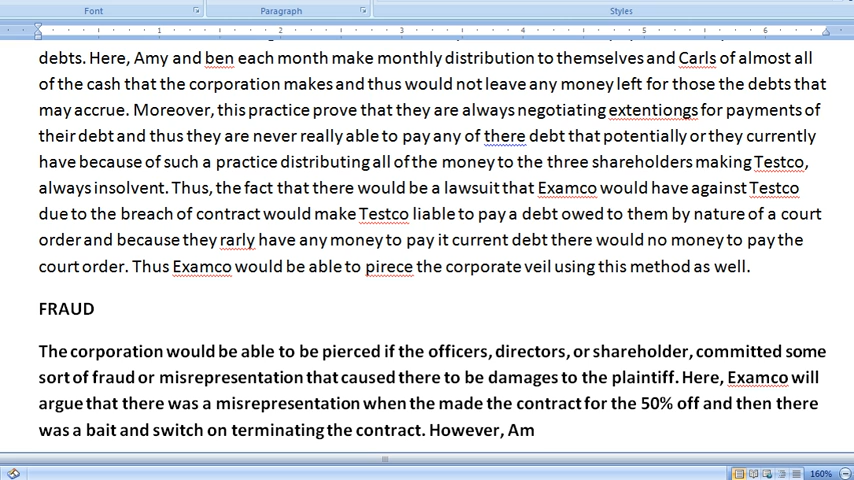 Font Paragraph Styles
1 2 3 4 5 6
debts. Here, Amy and ben each month make monthly distribution to themselves and Carls of almost all
of the cash that the corporation makes and thus would not leave any money left for those the debts that
may accrue. Moreover, this practice prove that they are always negotiating extentiongs for payments of
their debt and thus they are never really able to pay any of there debt that potentially or they currently
have because of such a practice distributing all of the money to the three shareholders making Testco,
always insolvent. Thus, the fact that there would be a lawsuit that Examco would have against Testco
due to the breach of contract would make Testco liable to pay a debt owed to them by nature of a court
order and because they rarly have any money to pay it current debt there would no money to pay the
court order. Thus Examco would be able to pirece the corporate veil using this method as well.
FRAUD
The corporation would be able to be pierced if the officers, directors, or shareholder, committed some
sort of fraud or misrepresentation that caused there to be damages to the plaintiff. Here, Examco will
argue that there was a misrepresentation when the made the contract for the 50% off and then there
was a bait and switch on terminating the contract. However, Am
160%